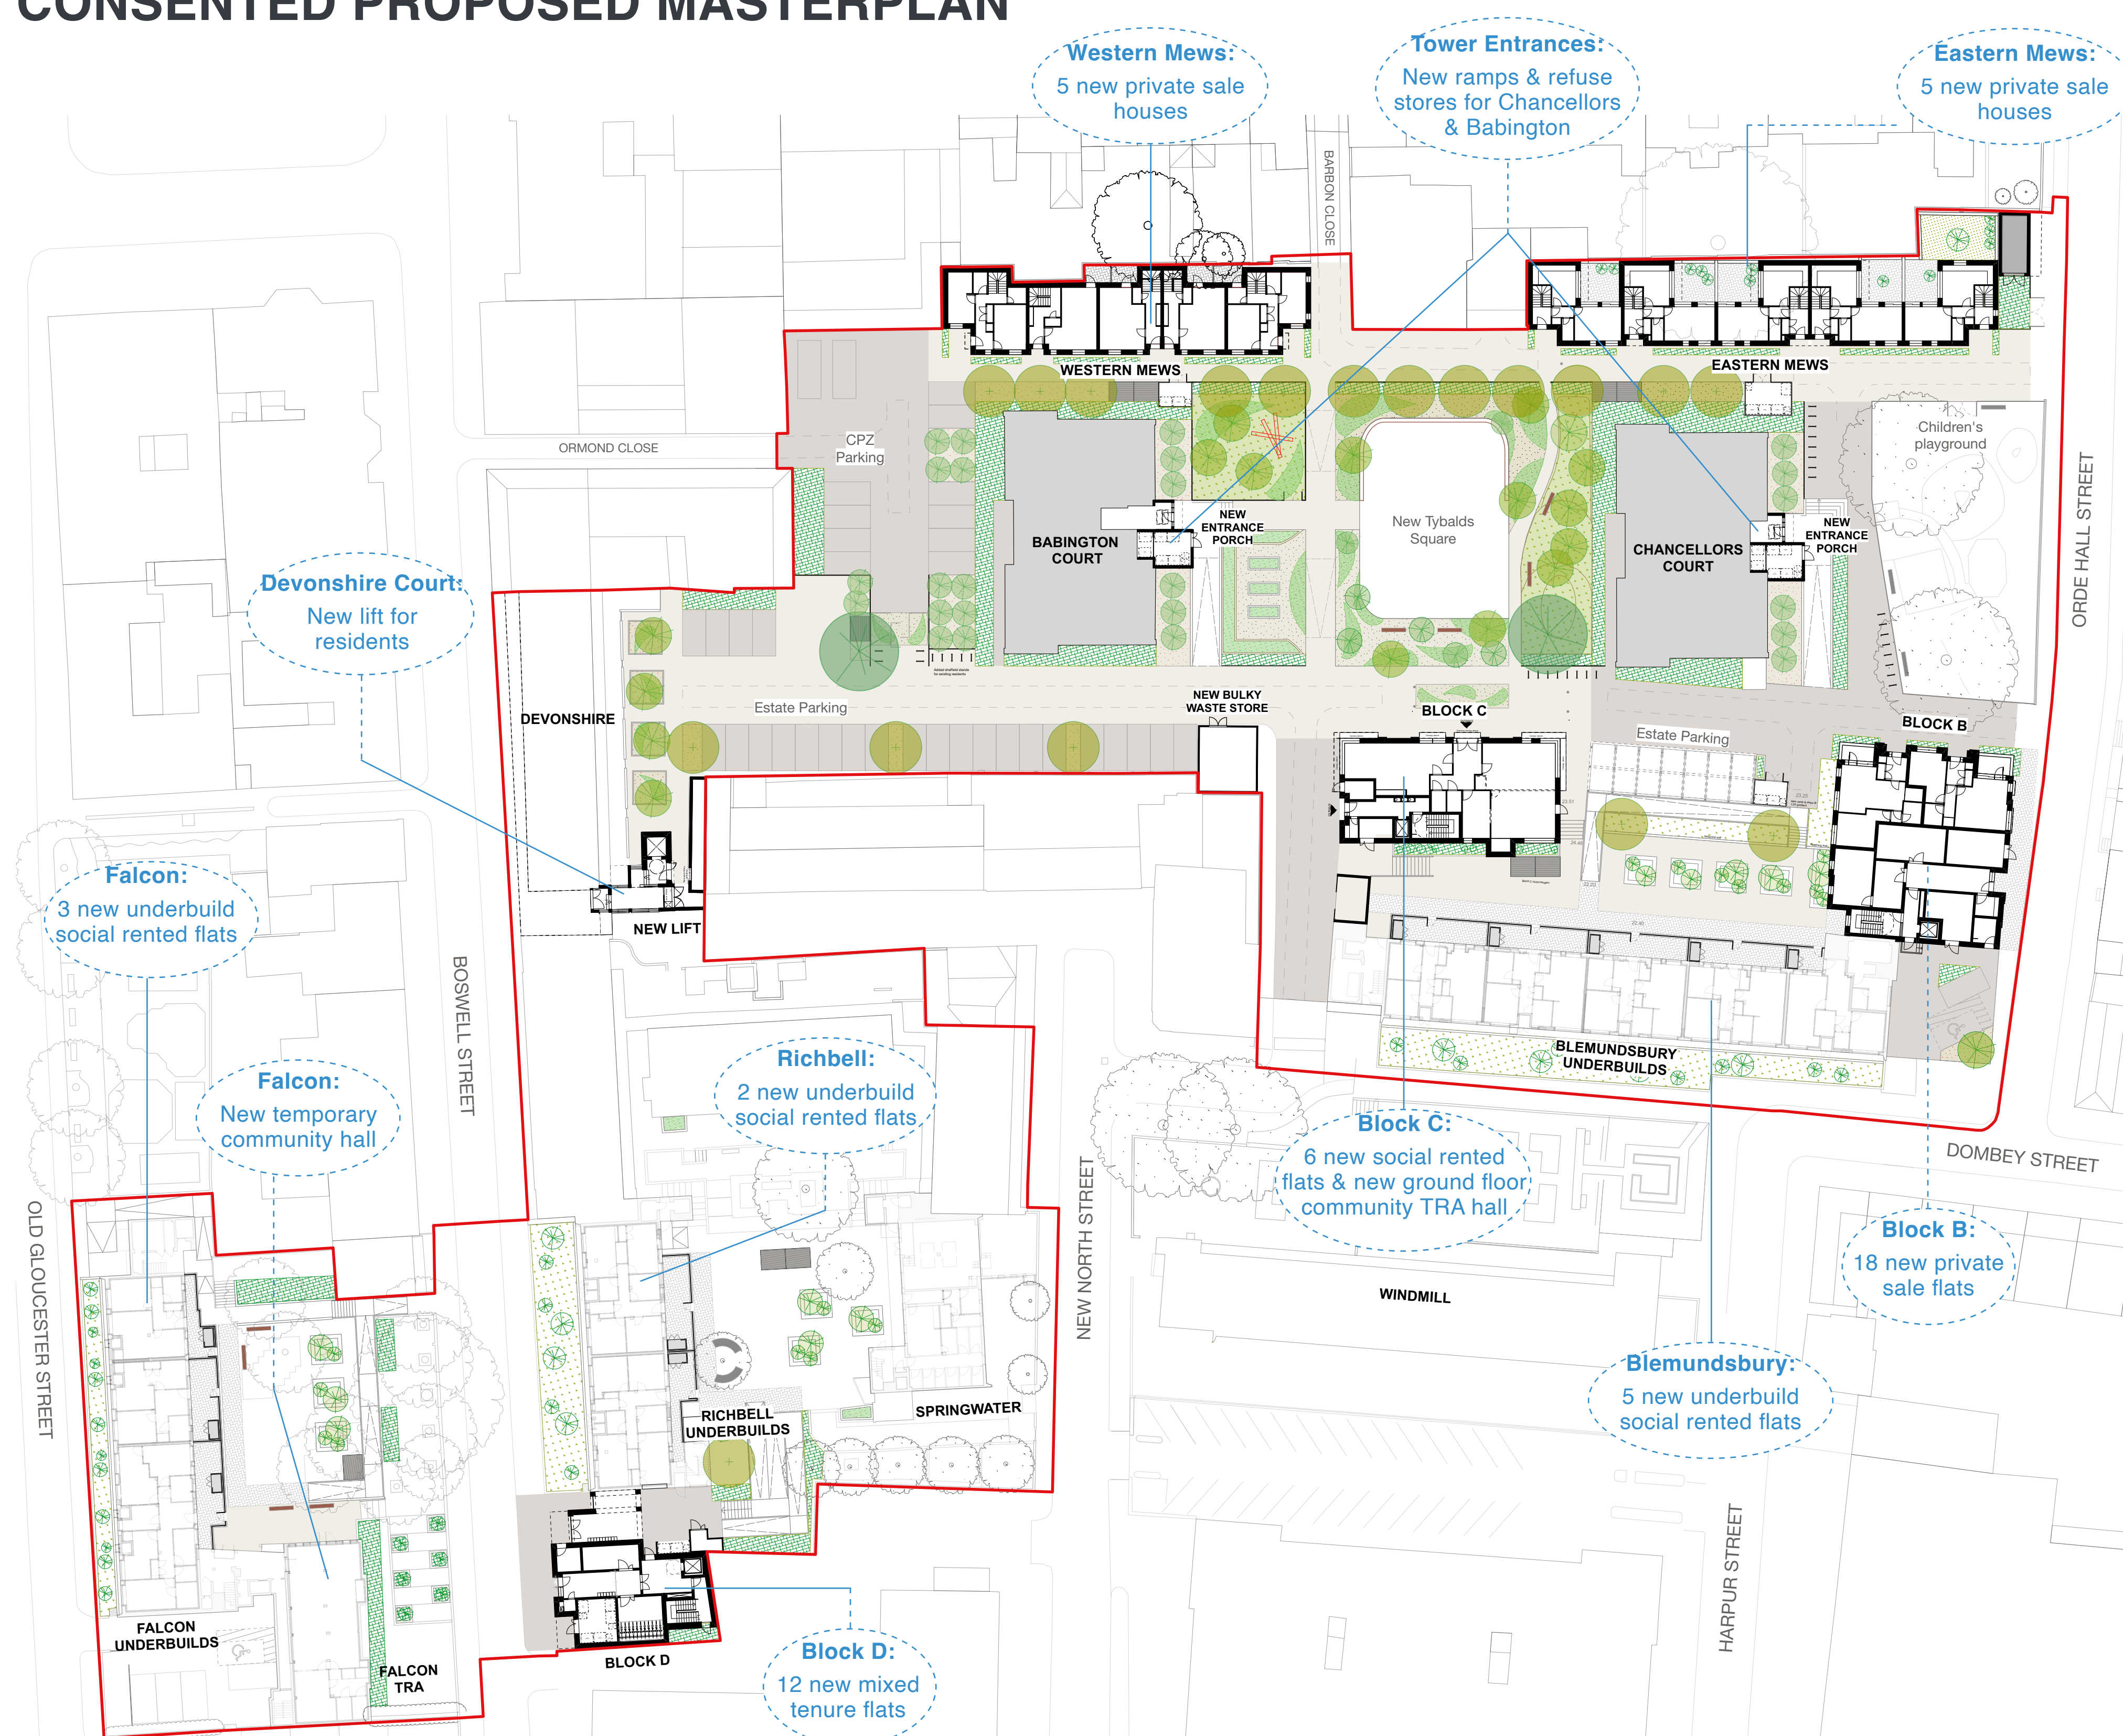 CONSENTED PROPOSED MASTERPLAN
Western Mews:
5 new private sale
houses
Tower Entrances:
New ramps & refuse
stores for Chancellors
& Babington
Eastern Mews:
5 new private sale
houses
BARBON CLOSE
WESTERN MEWS
EASTERN MEWS
ORMOND CLOSE
CPZ
Parking
Children's
playground
ORDE HALL STREET
BABINGTON
COURT
NEW
ENTRANCE
PORCH
New Tybalds
Square
CHANCELLORS
COURT
NEW
ENTRANCE
PORCH
Devonshire Court:
New lift for
residents
DEVONSHIRE
Estate Parking
NEW BULKY
WASTE STORE
BLOCK C
Estate Parking
BLOCK B
Falcon:
3 new underbuild
social rented flats
NEW LIFT
BOSWELL STREET
BLEMUNDSBURY
UNDERBUILDS
Falcon:
New temporary
community hall
Richbell:
2 new underbuild
social rented flats
Block C:
6 new social rented
flats & new ground floor
community TRA hall
DOMBEY STREET
OLD GLOUCESTER STREET
NEW NORTH STREET
Block B:
18 new private
sale flats
WINDMILL
Blemundsbury:
5 new underbuild
social rented flats
RICHBELL
UNDERBUILDS
SPRINGWATER
HARPUR STREET
FALCON
UNDERBUILDS
FALCON
TRA
BLOCK D
Block D:
12 new mixed
tenure flats